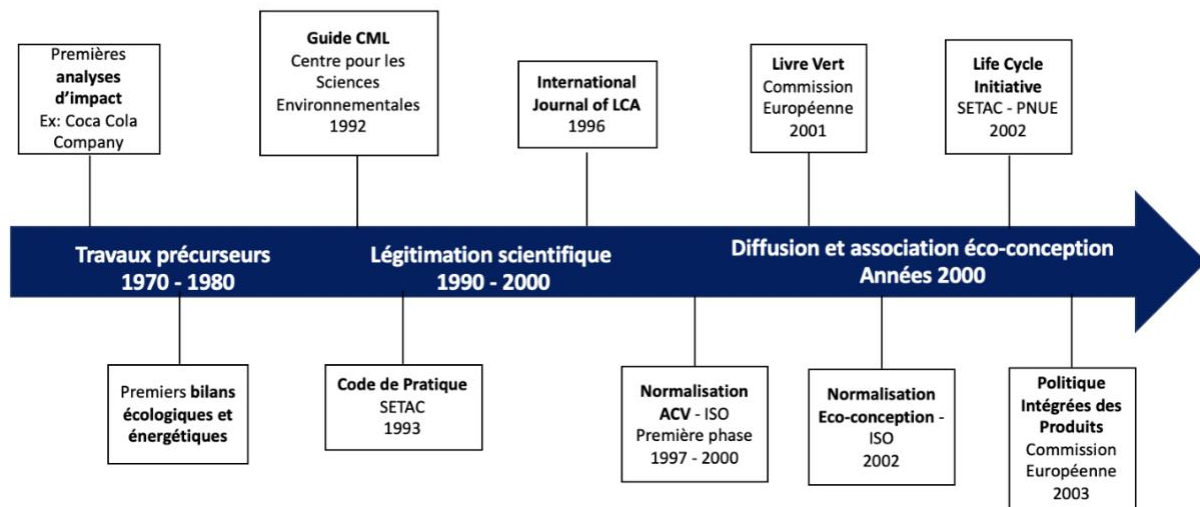 Premières
analyses
d'impact
Ex: Coca Cola
Company
Guide CML
Centre pour les
Sciences
Environnementales
1992
International
Journal of LCA
1996
Livre Vert
Commission
Européenne
2001
Life Cycle
Initiative
SETAC - PNUE
2002
Travaux précurseurs
1970 - 1980
Légitimation scientifique
1990 - 2000
Diffusion et association éco-conception
Années 2000
Premiers bilans
écologiques et
énergétiques
Code de Pratique
SETAC
1993
Normalisation
ACV - ISO
Première phase
1997 - 2000
Normalisation
Eco-conception -
ISO
2002
Politique
Intégrées des
Produits
Commission
Européenne
2003